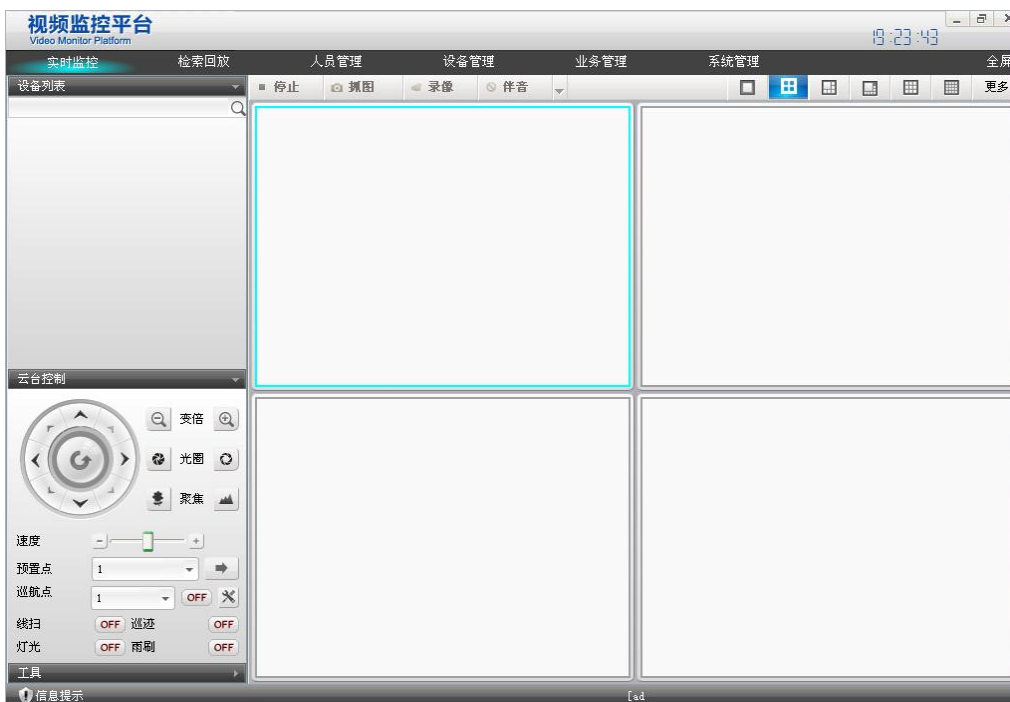 视频监控平台
Video Monitor Platform
19:23:43
实时监控 检索回放 人员管理 设备管理 业务管理 系统管理 全屏
设备列表
停止 抓图 录像 伴音 更多
云台控制
变倍
光圈
聚焦
速度
预置点 1
巡航点 1 OFF
线扫 OFF 巡迹 OFF
灯光 OFF 雨刷 OFF
工具
信息提示 [ad